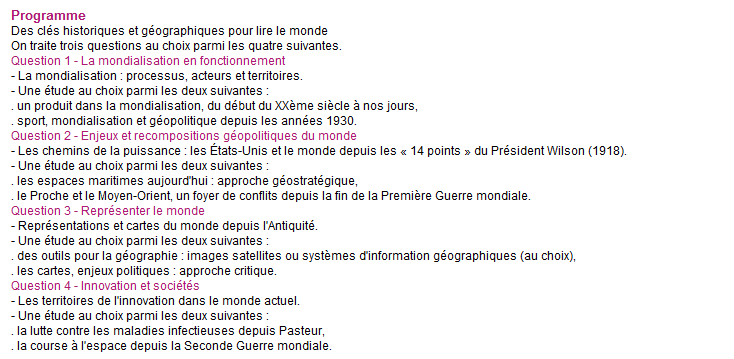 Programme
Des clés historiques et géographiques pour lire le monde
On traite trois questions au choix parmi les quatre suivantes.
Question 1 - La mondialisation en fonctionnement
- La mondialisation : processus, acteurs et territoires.
- Une étude au choix parmi les deux suivantes :
. un produit dans la mondialisation, du début du XXème siècle à nos jours,
. sport, mondialisation et géopolitique depuis les années 1930.
Question 2 - Enjeux et recompositions géopolitiques du monde
- Les chemins de la puissance : les États-Unis et le monde depuis les « 14 points » du Président Wilson (1918).
- Une étude au choix parmi les deux suivantes :
. les espaces maritimes aujourd'hui : approche géostratégique,
. le Proche et le Moyen-Orient, un foyer de conflits depuis la fin de la Première Guerre mondiale.
Question 3 - Représenter le monde
- Représentations et cartes du monde depuis l'Antiquité.
- Une étude au choix parmi les deux suivantes :
. des outils pour la géographie : images satellites ou systèmes d'information géographiques (au choix),
. les cartes, enjeux politiques : approche critique.
Question 4 - Innovation et sociétés
- Les territoires de l'innovation dans le monde actuel.
- Une étude au choix parmi les deux suivantes :
. la lutte contre les maladies infectieuses depuis Pasteur,
. la course à l'espace depuis la Seconde Guerre mondiale.